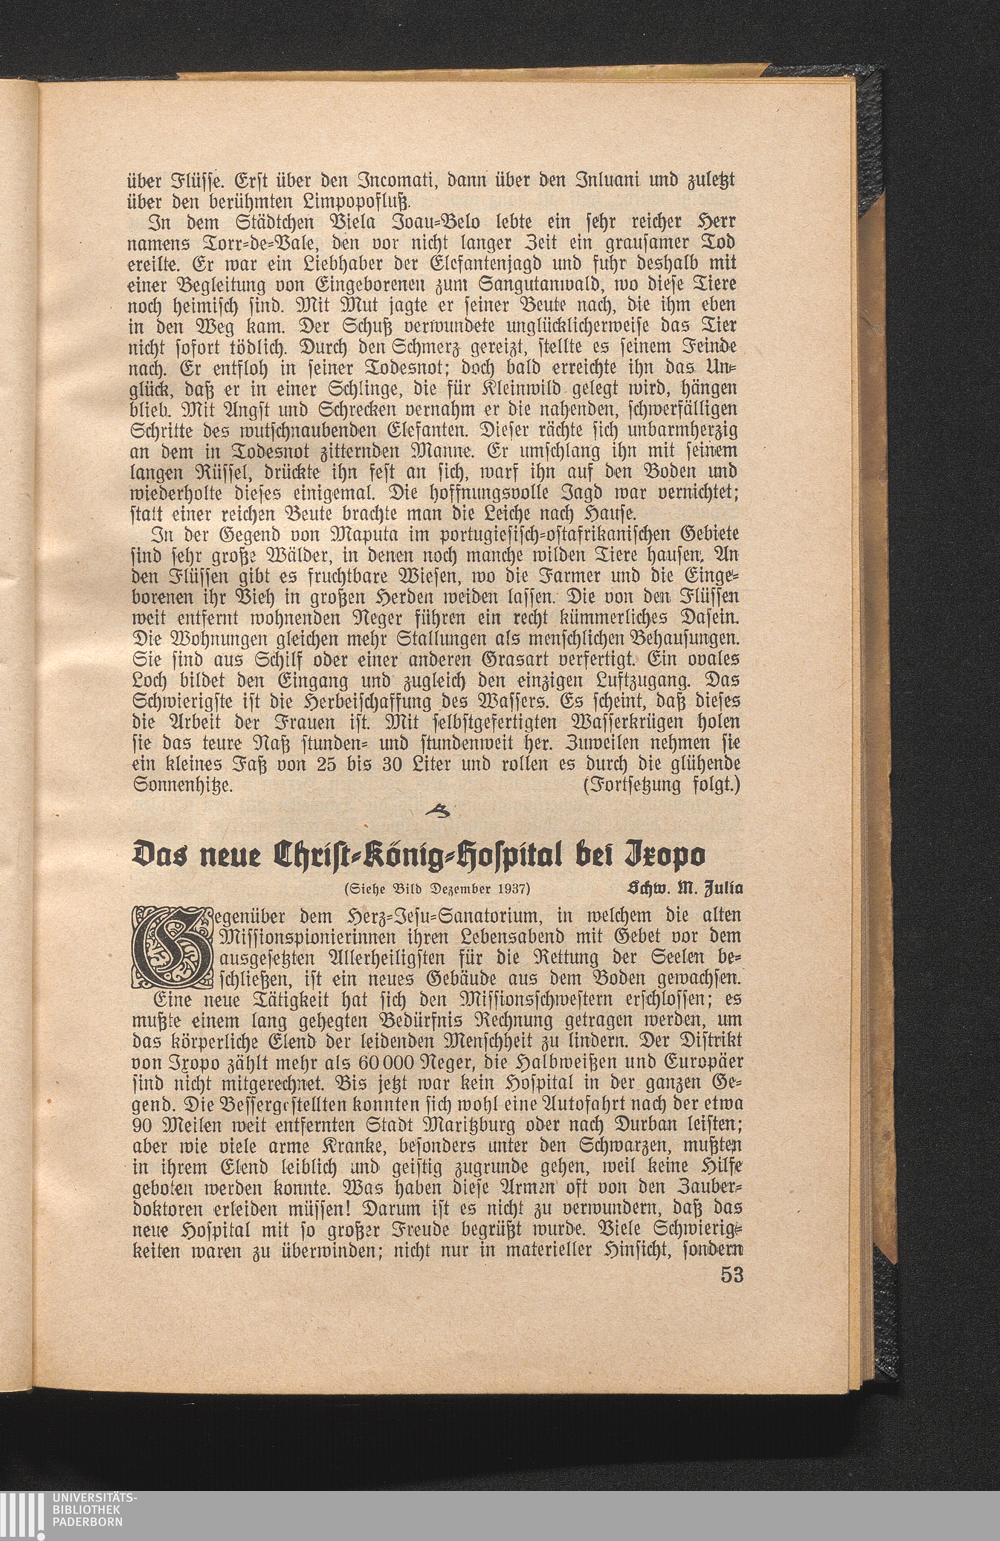 über Flüsse. Erst über den Incomati, dann über den Inluani und zuletzt
über den berühmten Limpopofluß.
In dem Städtchen Viela Joau-Belo lebte ein sehr reicher Herr
namens Torr-de-Vale, den vor nicht langer Zeit ein grausamer Tod
ereilte. Er war ein Liebhaber der Elefantenjagd und fuhr deshalb mit
einer Begleitung von Eingeborenen zum Sangutanwald, wo diese Tiere
noch heimisch sind. Mit Mut jagte er seiner Beute nach, die ihm eben
in den Weg kam. Der Schuß verwundete unglücklicherweise das Tier
nicht sofort tödlich. Durch den Schmerz gereizt, stellte es seinem Feinde
nach. Er entfloh in seiner Todesnot; doch bald erreichte ihn das Un-
glück, daß er in einer Schlinge, die für Kleinwild gelegt wird, hängen
blieb. Mit Angst und Schrecken vernahm er die nahenden, schwerfälligen
Schritte des wutschnaubenden Elefanten. Dieser rächte sich unbarmherzig
an dem in Todesnot zitternden Manne. Er umschlang ihn mit seinem
langen Rüssel, drückte ihn fest an sich, warf ihn auf den Boden und
wiederholte dieses einigemal. Die hoffnungsvolle Jagd war vernichtet;
statt einer reichen Beute brachte man die Leiche nach Hause.
In der Gegend von Maputa im portugiesisch-ostafrikanischen Gebiete
sind sehr große Wälder, in denen noch manche wilden Tiere hausen. An
den Flüssen gibt es fruchtbare Wiesen, wo die Farmer und die Einge-
borenen ihr Vieh in großen Herden weiden lassen. Die von den Flüssen
weit entfernt wohnenden Neger führen ein recht kümmerliches Dasein.
Die Wohnungen gleichen mehr Stallungen als menschlichen Behausungen.
Sie sind aus Schilf oder einer anderen Grasart verfertigt. Ein ovales
Loch bildet den Eingang und zugleich den einzigen Luftzugang. Das
Schwierigste ist die Herbeischaffung des Wassers. Es scheint, daß dieses
die Arbeit der Frauen ist. Mit selbstgefertigten Wasserkrügen holen
sie das teure Naß stunden- und stundenweit her. Zuweilen nehmen sie
ein kleines Faß von 25 bis 30 Liter und rollen es durch die glühende
Sonnenhitze. (Fortsetzung folgt.)
Das neue Christ-König-Hospital bei Ixopo
(Siehe Bild Dezember 1937) Schw. M. Julia
Gegenüber dem Herz-Jesu-Sanatorium, in welchem die alten
Missionspionierinnen ihren Lebensabend mit Gebet vor dem
ausgesetzten Allerheiligsten für die Rettung der Seelen be-
schließen, ist ein neues Gebäude aus dem Boden gewachsen.
Eine neue Tätigkeit hat sich den Missionsschwestern erschlossen; es
mußte einem lang gehegten Bedürfnis Rechnung getragen werden, um
das körperliche Elend der leidenden Menschheit zu lindern. Der Distrikt
von Ixopo zählt mehr als 60 000 Neger, die Halbweißen und Europäer
sind nicht mitgerechnet. Bis jetzt war kein Hospital in der ganzen Ge-
gend. Die Bessergestellten konnten sich wohl eine Autofahrt nach der etwa
90 Meilen weit entfernten Stadt Maritzburg oder nach Durban leisten;
aber wie viele arme Kranke, besonders unter den Schwarzen, mußten
in ihrem Elend leiblich und geistig zugrunde gehen, weil keine Hilfe
geboten werden konnte. Was haben diese Armen oft von den Zauber-
doktoren erleiden müssen! Darum ist es nicht zu verwundern, daß das
neue Hospital mit so großer Freude begrüßt wurde. Viele Schwierig-
keiten waren zu überwinden; nicht nur in materieller Hinsicht, sondern
53
UNIVERSITÄTS-
BIBLIOTHEK
PADERBORN